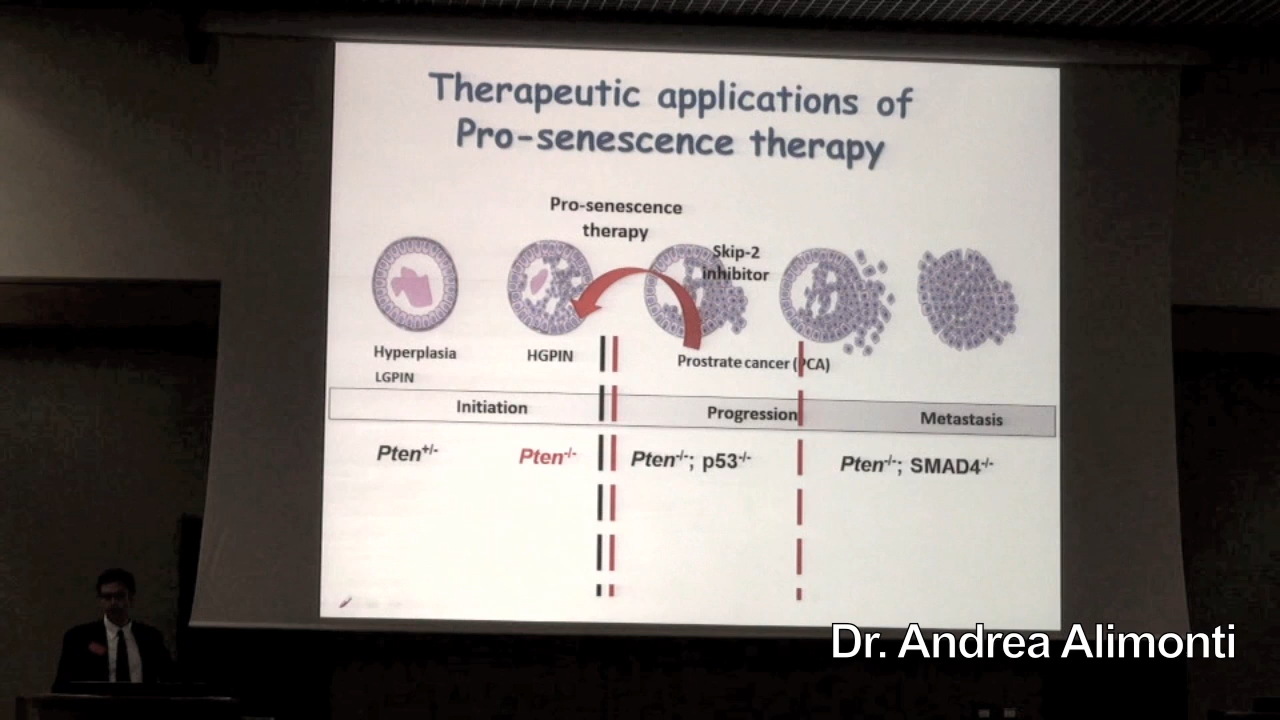 Therapeutic applications of
Pro-senescence therapy
Pro-senescence
therapy
Skip-2
inhibitor
Hyperplasia
LGPIN
HGPIN
Prostrate cancer (PCA)
Initiation
Progression
Metastasis
Pten+/-
Pten-/-
Pten-/-; p53-/-
Pten-/-; SMAD4-/-
Dr. Andrea Alimonti